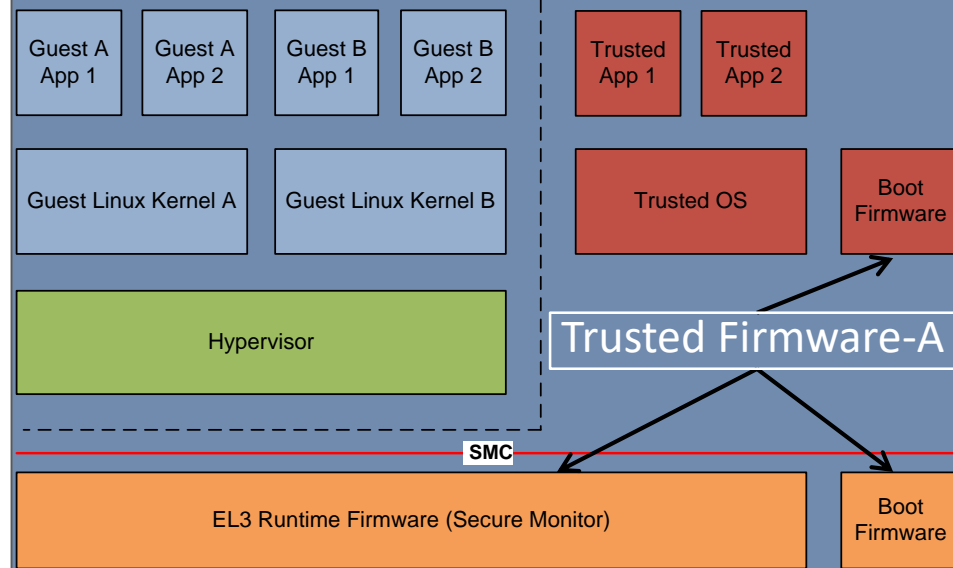 Guest A
App 1
Guest A
App 2
Guest B
App 1
Guest B
App 2
Trusted
App 1
Trusted
App 2
Guest Linux Kernel A
Guest Linux Kernel B
Trusted OS
Boot
Firmware
Hypervisor
Trusted Firmware-A
SMC
EL3 Runtime Firmware (Secure Monitor)
Boot
Firmware